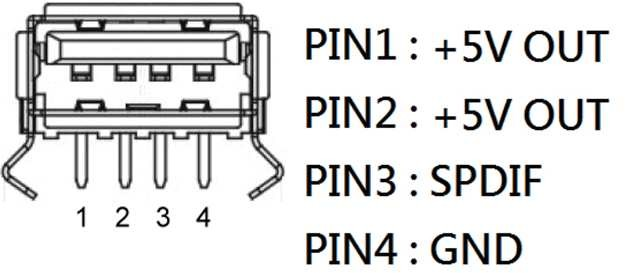 PIN1 : +5V OUT
PIN2 : +5V OUT
PIN3 : SPDIF
PIN4 : GND
1 2 3 4